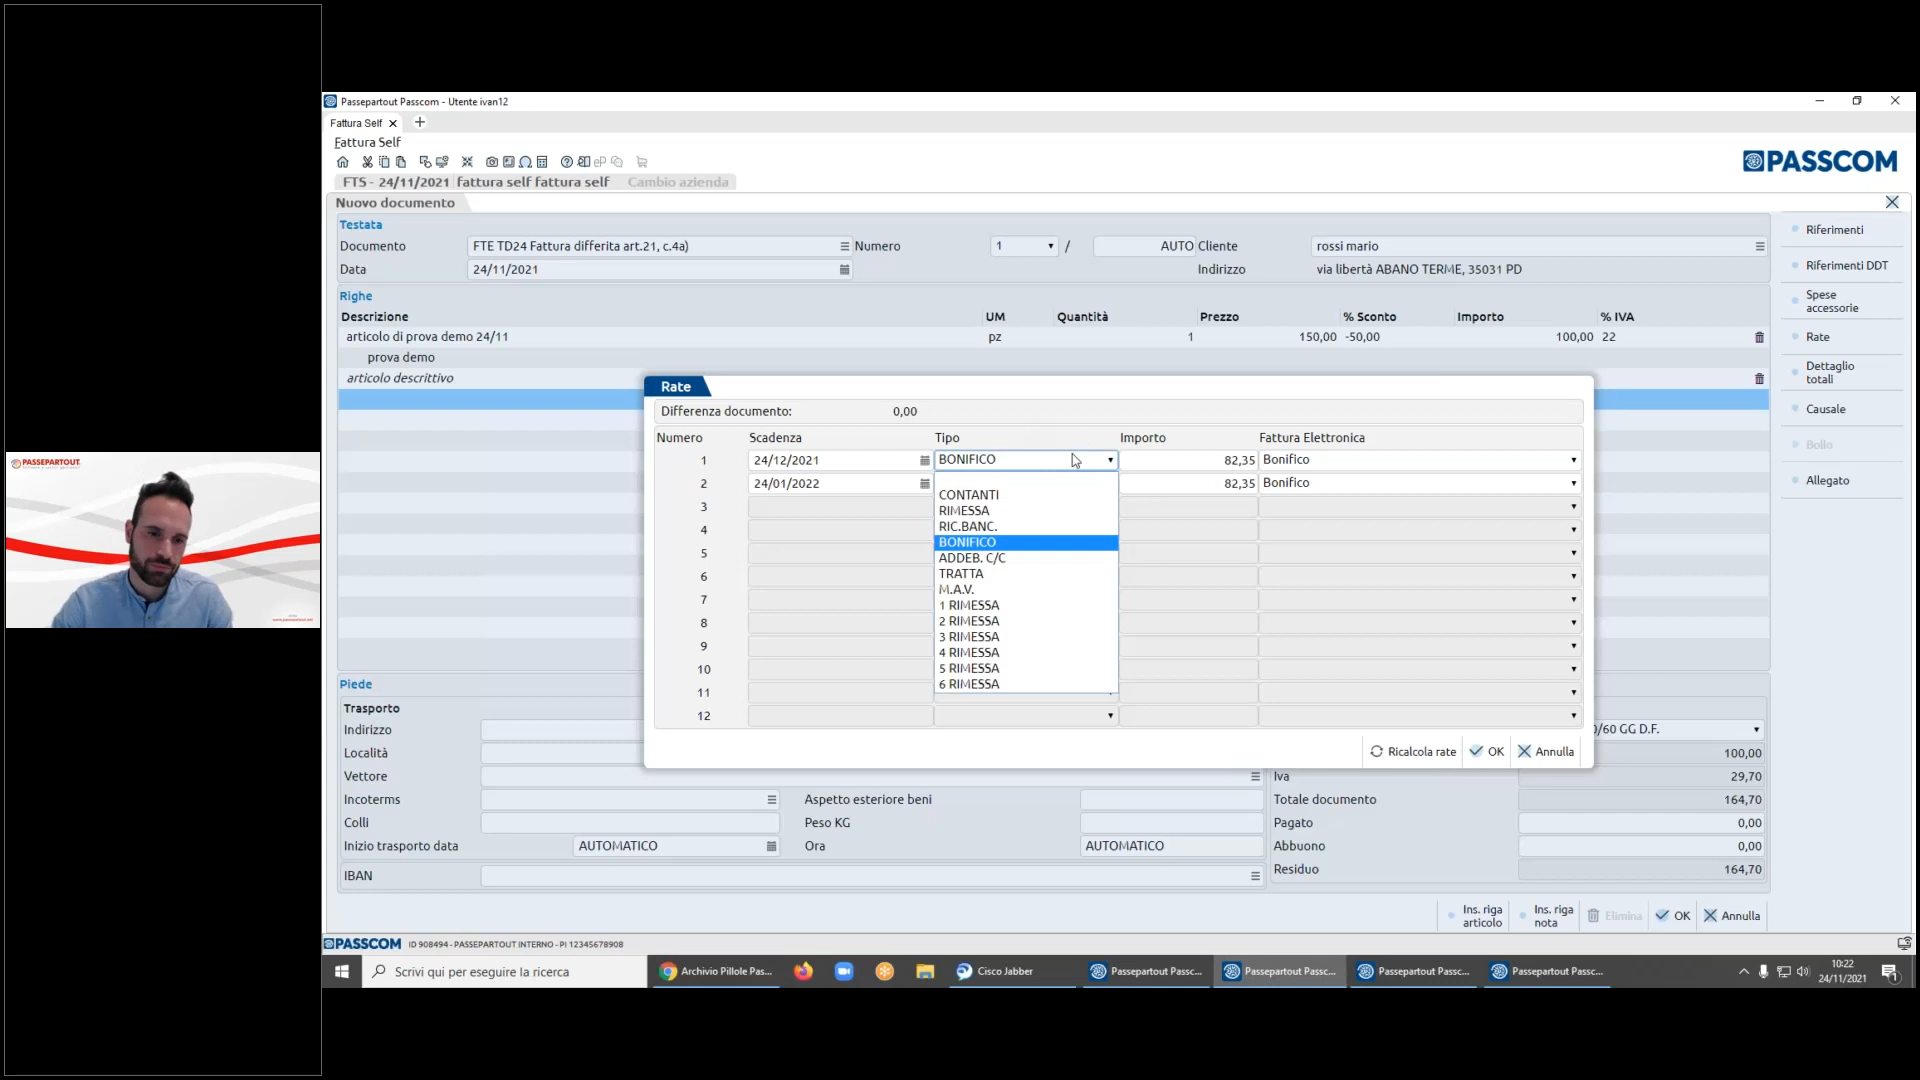 PASSEPARTOUT
www.passepartout.net
Passepartout Passcom - Utente ivan12
Fattura Self
Fattura Self
PASSCOM
FTS - 24/11/2021 fattura self fattura self Cambio azienda
Nuovo documento
Testata
Documento FTE TD24 Fattura differita art.21, c.4a) Numero 1 / AUTO Cliente rossi mario
Data 24/11/2021 Indirizzo via libertà ABANO TERME, 35031 PD
Righe
Descrizione UM Quantità Prezzo % Sconto Importo % IVA
articolo di prova demo 24/11 pz 1 150,00 -50,00 100,00 22
prova demo
articolo descrittivo
Riferimenti
Riferimenti DDT
Spese
accessorie
Rate
Dettaglio
totali
Causale
Bollo
Allegato
Rate
Differenza documento: 0,00
Numero Scadenza Tipo Importo Fattura Elettronica
1 24/12/2021 BONIFICO 82,35 Bonifico
2 24/01/2022 82,35 Bonifico
3
4
5
6
7
8
9
10
11
12
CONTANTI
RIMESSA
RIC.BANC.
BONIFICO
ADDEB. C/C
TRATTA
M.A.V.
1 RIMESSA
2 RIMESSA
3 RIMESSA
4 RIMESSA
5 RIMESSA
6 RIMESSA
Ricalcola rate OK Annulla
Piede
Trasporto
Indirizzo /60 GG D.F.
Località 100,00
Vettore Iva 29,70
Incoterms Aspetto esteriore beni Totale documento 164,70
Colli Peso KG Pagato 0,00
Inizio trasporto data AUTOMATICO Ora AUTOMATICO Abbuono 0,00
Residuo 164,70
IBAN
Ins. riga
articolo
Ins. riga
nota
Elimina OK Annulla
PASSCOM ID 908494 - PASSEPARTOUT INTERNO - PI 12345678908
Scrivi qui per eseguire la ricerca
Archivio Pillole Pas...
Cisco Jabber
Passepartout Passc...
Passepartout Passc...
Passepartout Passc...
Passepartout Passc...
10:22
24/11/2021
1